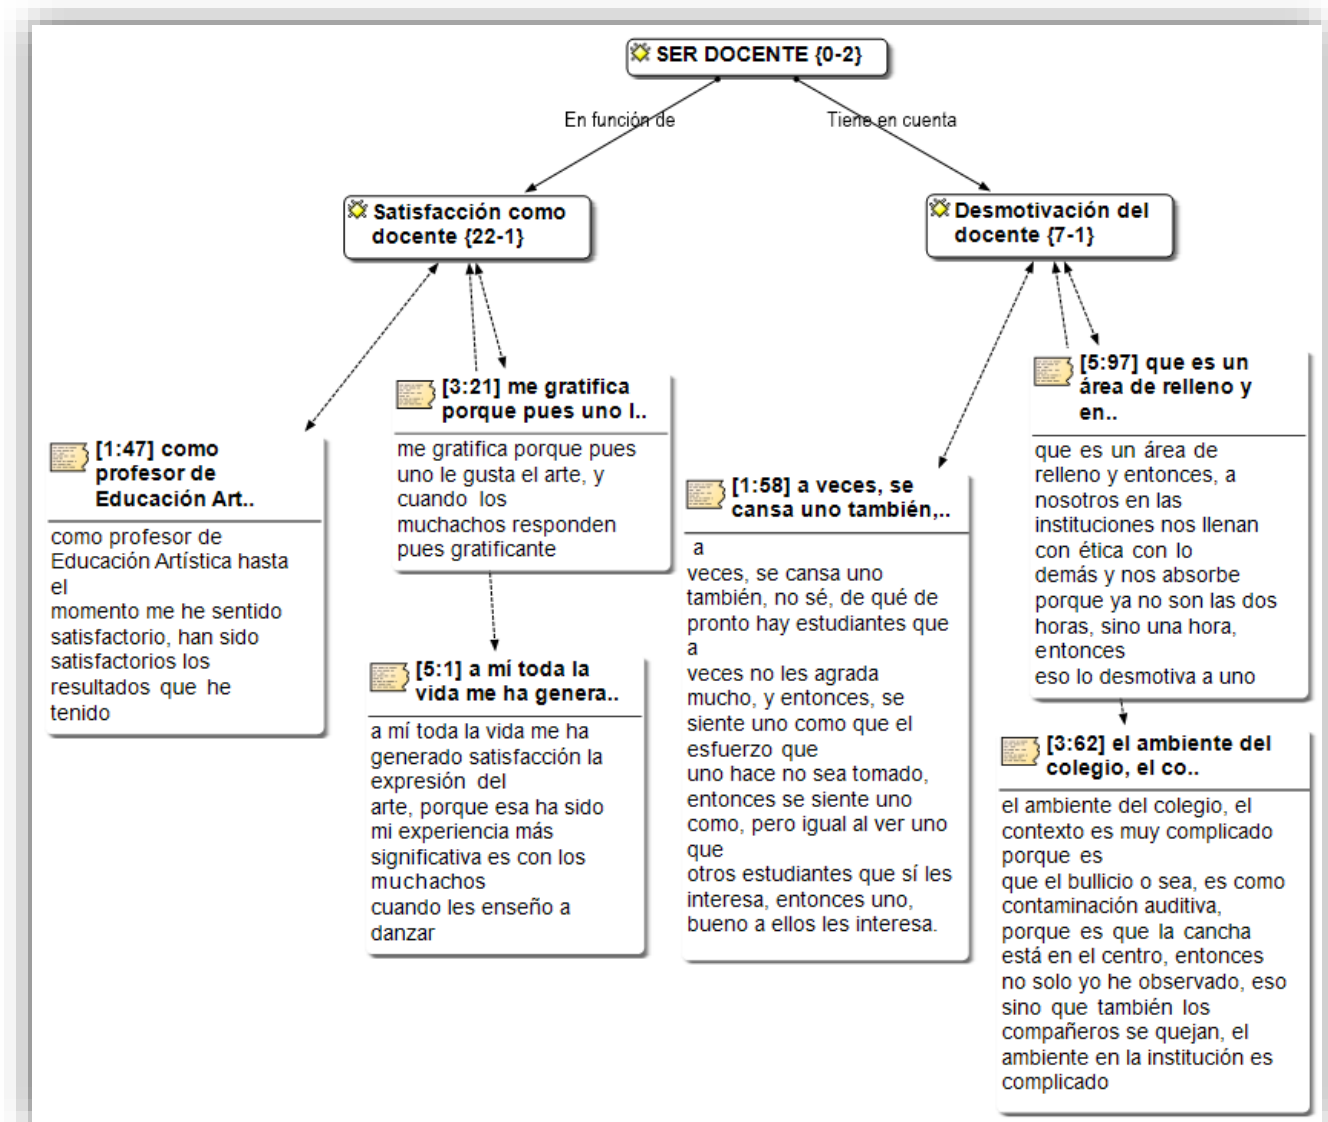 SER DOCENTE {0-2}
En función de
Tiene en cuenta
Satisfacción como
docente {22-1}
Desmotivación del
docente {7-1}
[1:47] como
profesor de
Educación Art..
como profesor de
Educación Artística hasta
el
momento me he sentido
satisfactorio, han sido
satisfactorios los
resultados que he
tenido
[3:21] me gratifica
porque pues uno l..
me gratifica porque pues
uno le gusta el arte, y
cuando los
muchachos responden
pues gratificante
[5:1] a mí toda la
vida me ha genera..
a mí toda la vida me ha
generado satisfacción la
expresión del
arte, porque esa ha sido
mi experiencia más
significativa es con los
muchachos
cuando les enseño a
danzar
[1:58] a veces, se
cansa uno también,..
a
veces, se cansa uno
también, no sé, de qué de
pronto hay estudiantes que
a
veces no les agrada
mucho, y entonces, se
siente uno como que el
esfuerzo que
uno hace no sea tomado,
entonces se siente uno
como, pero igual al ver uno
que
otros estudiantes que sí les
interesa, entonces uno,
bueno a ellos les interesa.
[5:97] que es un
área de relleno y
en..
que es un área de
relleno y entonces, a
nosotros en las
instituciones nos llenan
con ética con lo
demás y nos absorbe
porque ya no son las dos
horas, sino una hora,
entonces
eso lo desmotiva a uno
[3:62] el ambiente del
colegio, el co..
el ambiente del colegio, el
contexto es muy complicado
porque es
que el bullicio o sea, es como
contaminación auditiva,
porque es que la cancha
está en el centro, entonces
no solo yo he observado, eso
sino que también los
compañeros se quejan, el
ambiente en la institución es
complicado